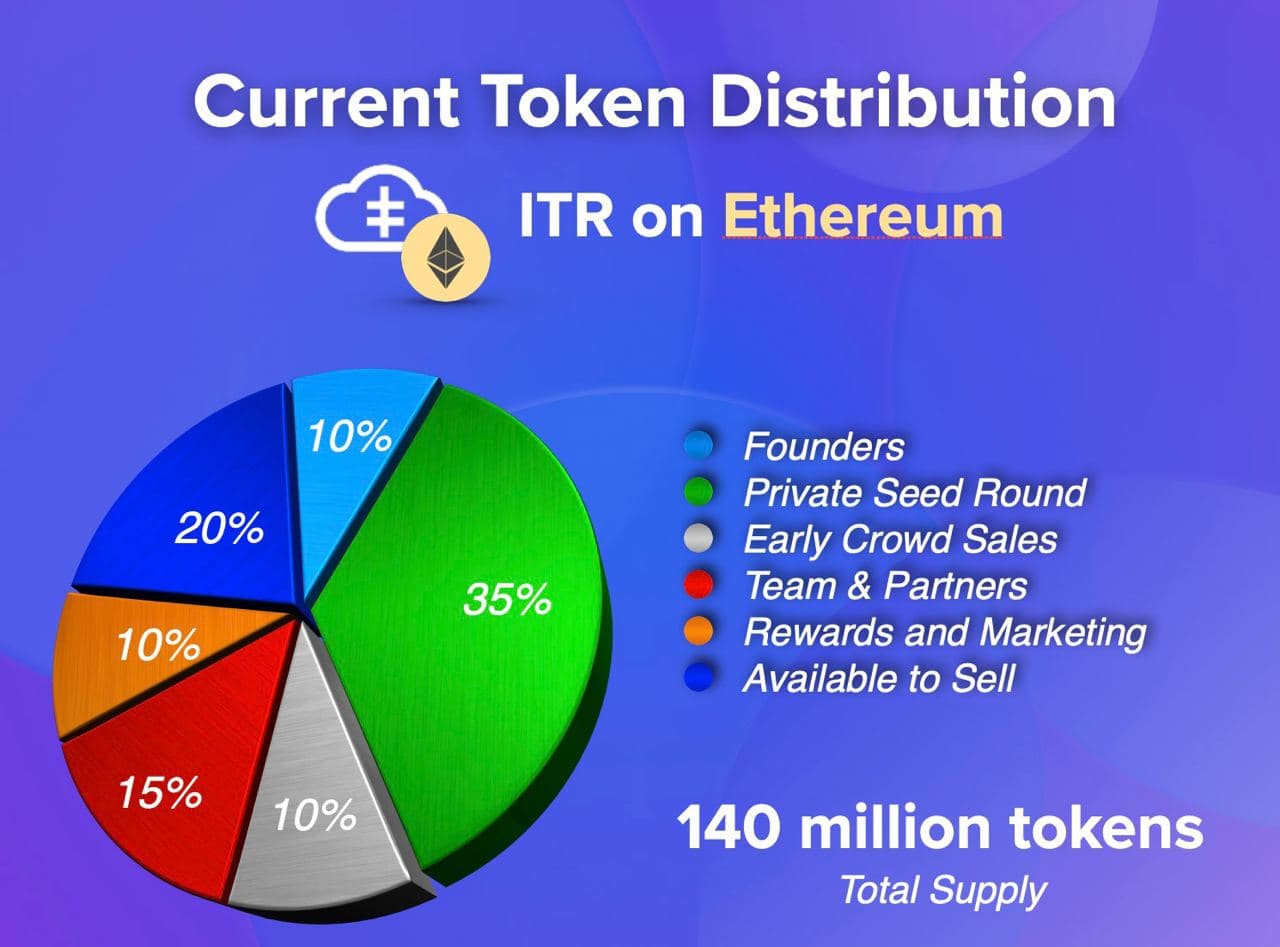 Current Token Distribution
ITR on Ethereum
10%
35%
20%
10%
15%
10%
Founders
Private Seed Round
Early Crowd Sales
Team & Partners
Rewards and Marketing
Available to Sell
140 million tokens
Total Supply